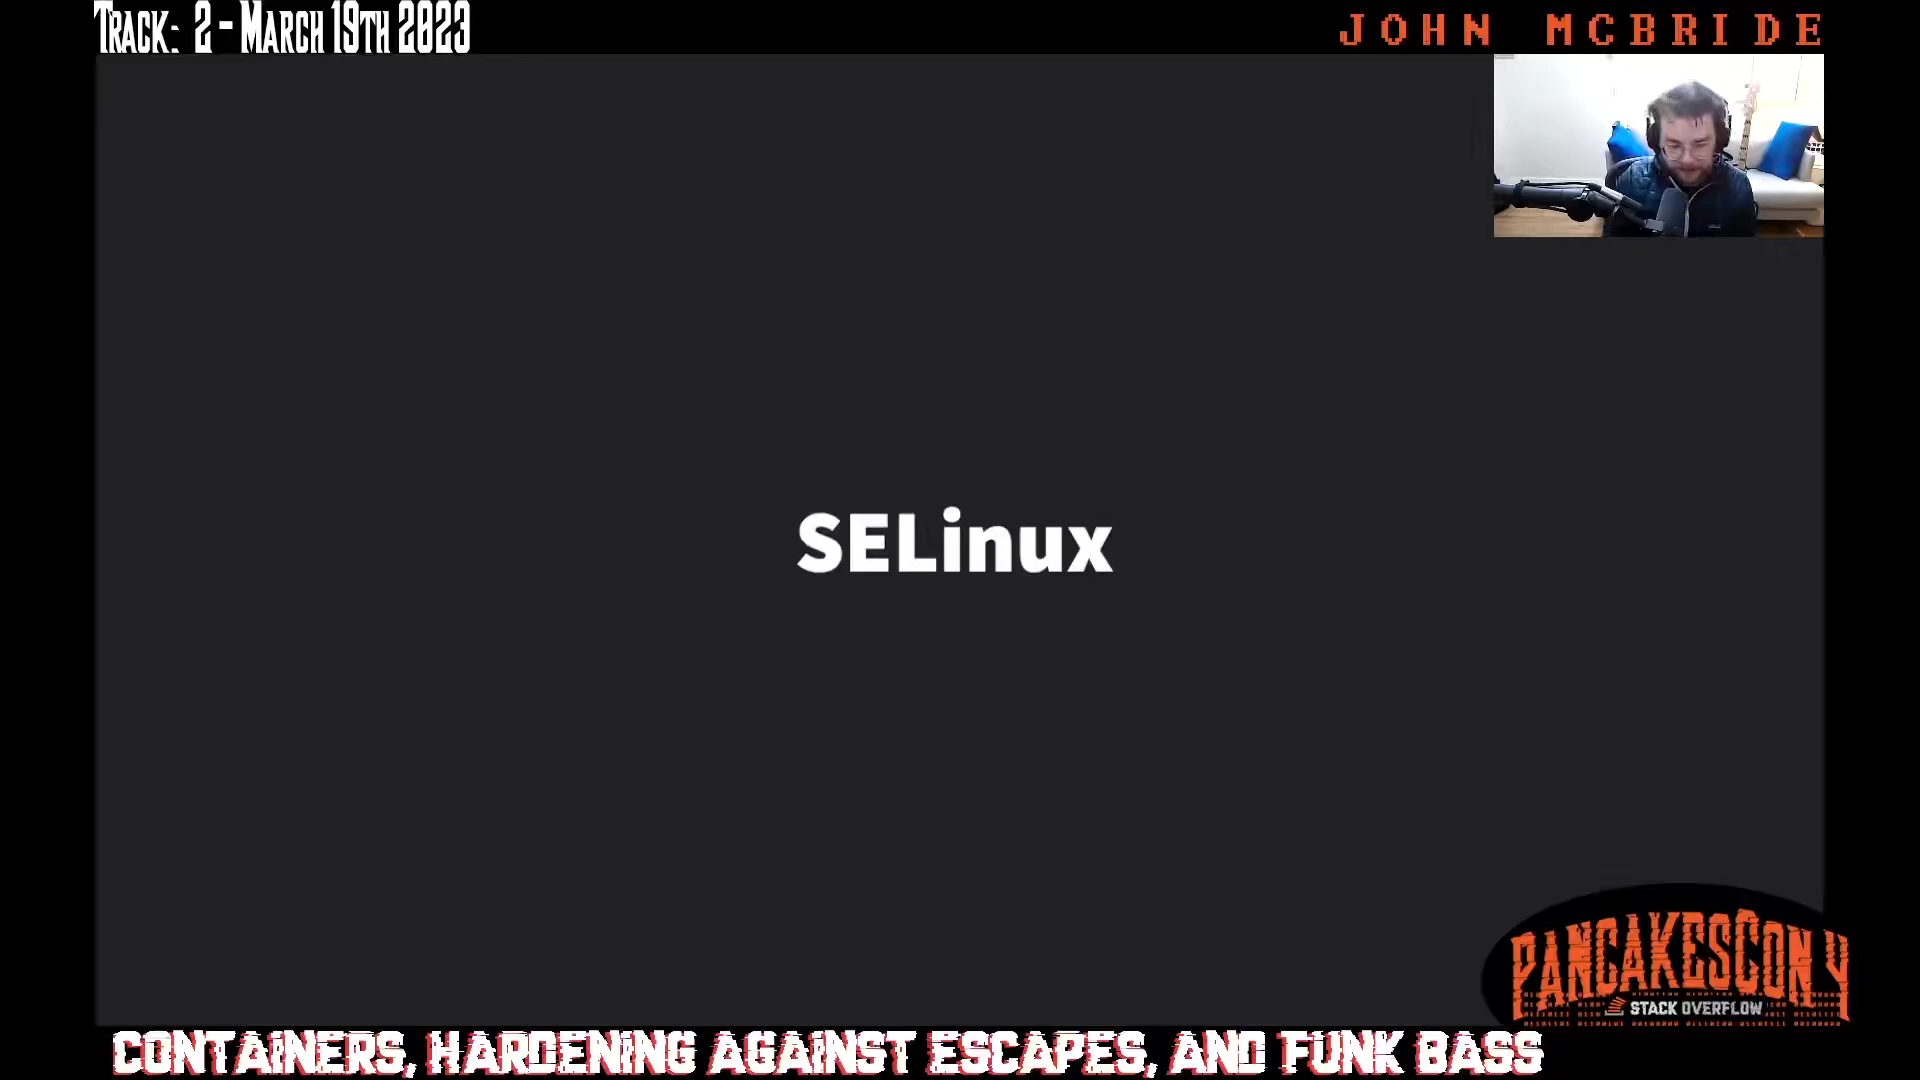 Track: 2 - March 19th 2023
JOHN MCBRIDE
SELinux
PANCAKESCON 4
STACK OVERFLOW
CONTAINERS, HARDENING AGAINST ESCAPES, AND FUNK BASS